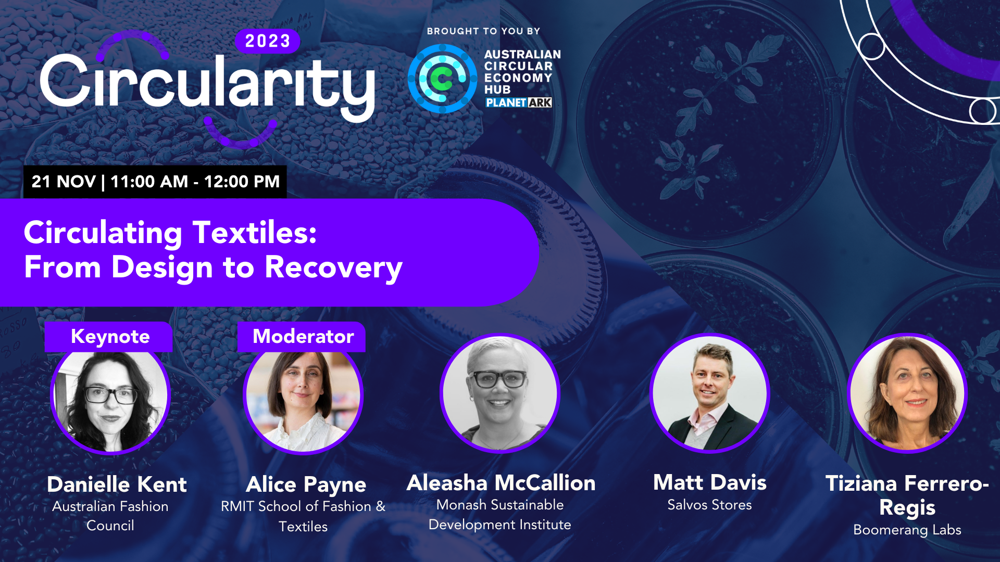 2023
Circularity
BROUGHT TO YOU BY
AUSTRALIAN
CIRCULAR
ECONOMY
HUB
PLANET ARK
21 NOV | 11:00 AM - 12:00 PM
Circulating Textiles:
From Design to Recovery
Keynote
Danielle Kent
Australian Fashion
Council
Moderator
Alice Payne
RMIT School of Fashion &
Textiles
Aleasha McCallion
Monash Sustainable
Development Institute
Matt Davis
Salvos Stores
Tiziana Ferrero-
Regis
Boomerang Labs